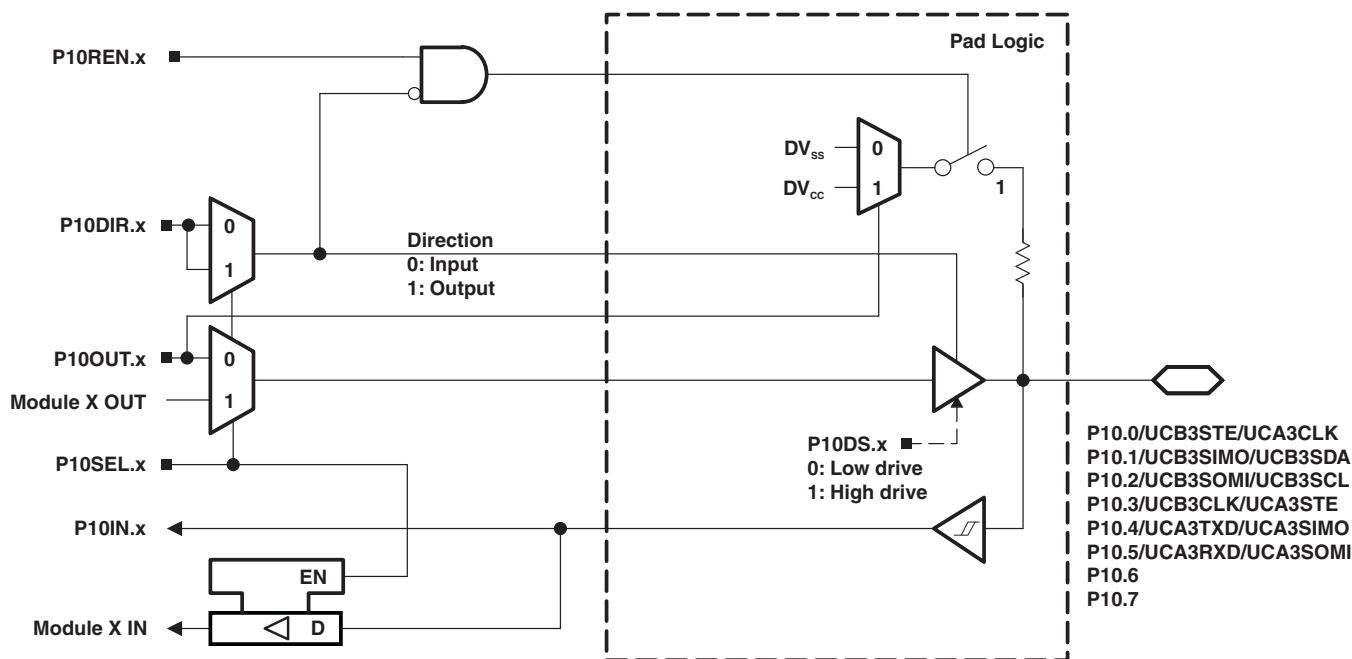 Pad Logic
P10REN.x
DVss
0
DVcc
1
1
P10DIR.x
0
1
Direction
0: Input
1: Output
P10OUT.x
0
Module X OUT
1
P10DS.x
0: Low drive
1: High drive
P10SEL.x
P10IN.x
EN
Module X IN
D
P10.0/UCB3STE/UCA3CLK
P10.1/UCB3SIMO/UCB3SDA
P10.2/UCB3SOMI/UCB3SCL
P10.3/UCB3CLK/UCA3STE
P10.4/UCA3TXD/UCA3SIMO
P10.5/UCA3RXD/UCA3SOMI
P10.6
P10.7